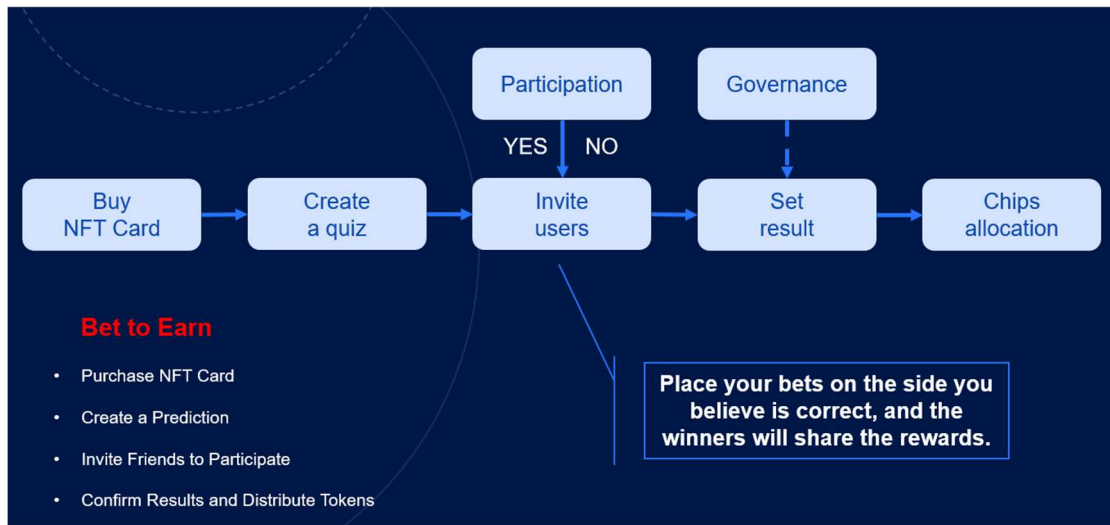 Participation
Governance
YES
NO
Buy
NFT Card
Create
a quiz
Invite
users
Set
result
Chips
allocation
Bet to Earn
• Purchase NFT Card
• Create a Prediction
• Invite Friends to Participate
• Confirm Results and Distribute Tokens
Place your bets on the side you
believe is correct, and the
winners will share the rewards.